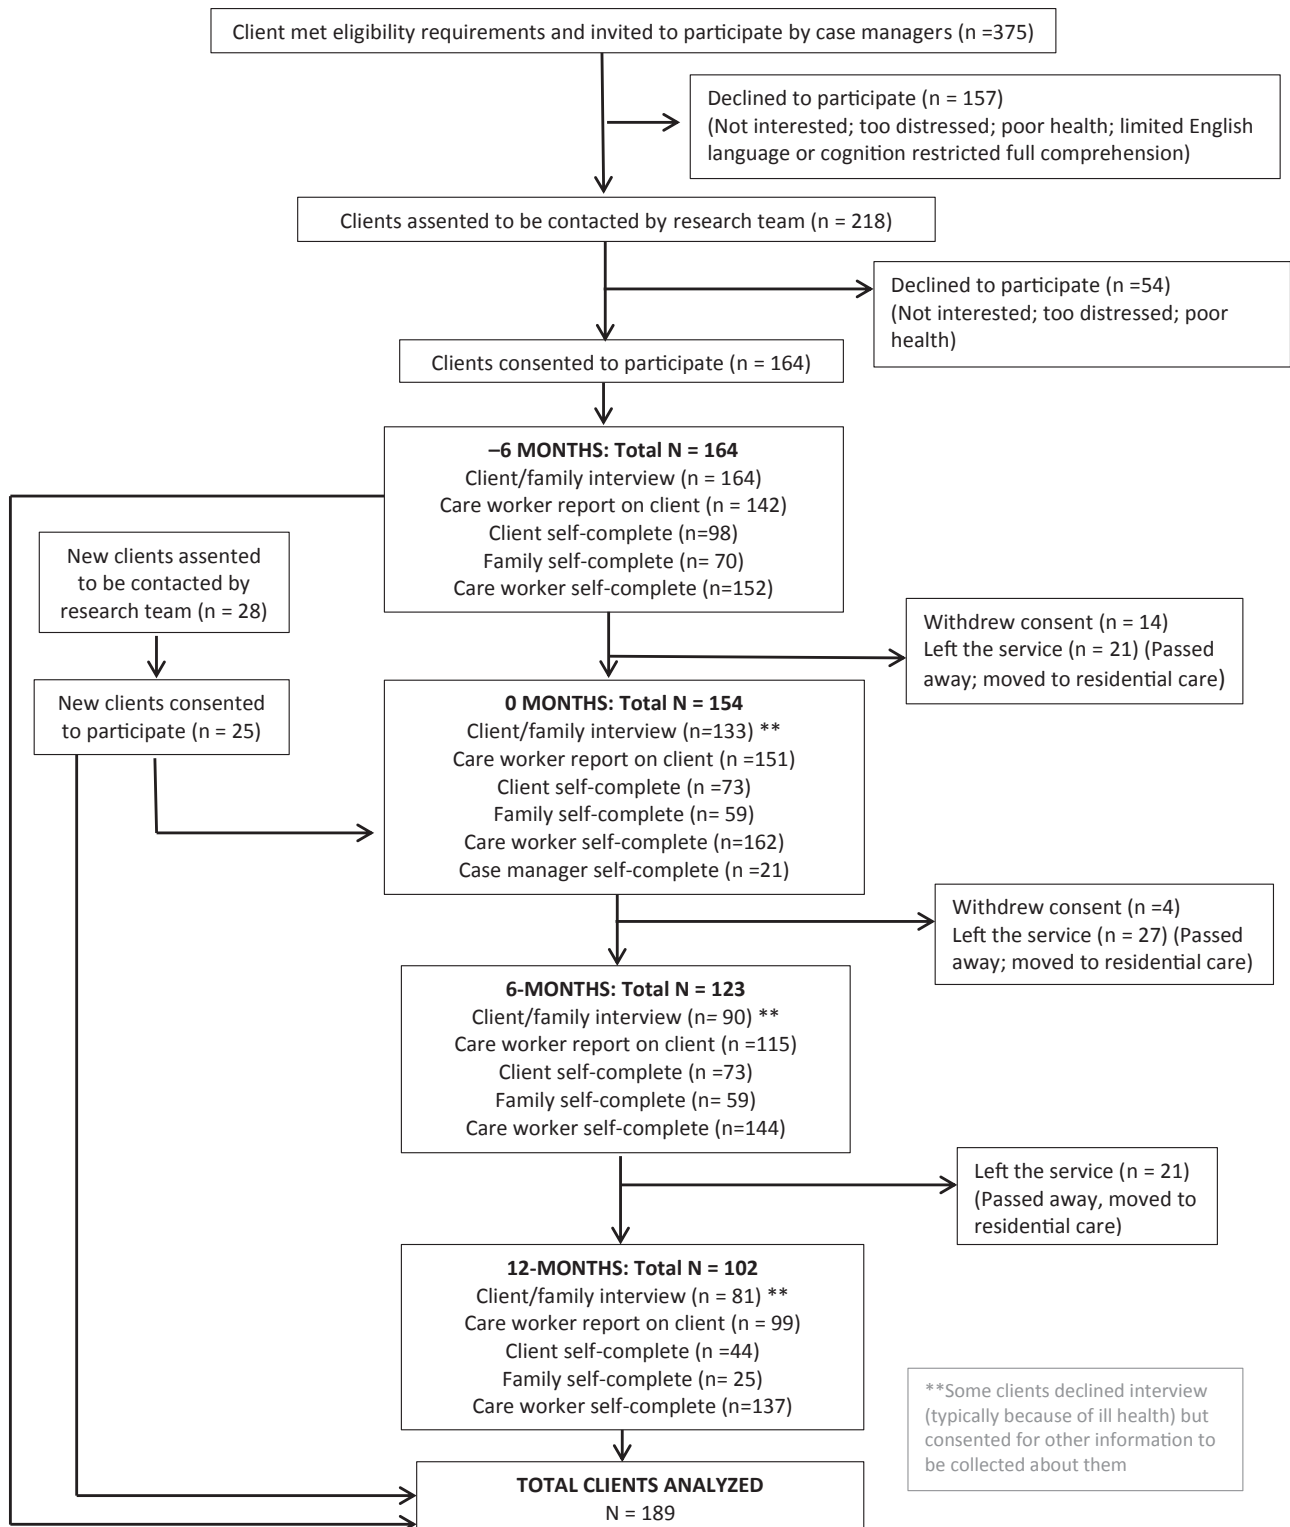 Client met eligibility requirements and invited to participate by case managers (n =375)
Declined to participate (n = 157)
(Not interested; too distressed; poor health; limited English
language or cognition restricted full comprehension)
Clients assented to be contacted by research team (n = 218)
Declined to participate (n =54)
(Not interested; too distressed; poor
health)
Clients consented to participate (n = 164)
–6 MONTHS: Total N = 164
Client/family interview (n = 164)
Care worker report on client (n = 142)
Client self-complete (n=98)
Family self-complete (n= 70)
Care worker self-complete (n=152)
New clients assented
to be contacted by
research team (n = 28)
New clients consented
to participate (n = 25)
Withdrew consent (n = 14)
Left the service (n = 21) (Passed
away; moved to residential care)
0 MONTHS: Total N = 154
Client/family interview (n=133) **
Care worker report on client (n =151)
Client self-complete (n =73)
Family self-complete (n= 59)
Care worker self-complete (n=162)
Case manager self-complete (n =21)
Withdrew consent (n =4)
Left the service (n = 27) (Passed
away; moved to residential care)
6-MONTHS: Total N = 123
Client/family interview (n= 90) **
Care worker report on client (n =115)
Client self-complete (n =73)
Family self-complete (n= 59)
Care worker self-complete (n=144)
Left the service (n = 21)
(Passed away, moved to
residential care)
12-MONTHS: Total N = 102
Client/family interview (n = 81) **
Care worker report on client (n = 99)
Client self-complete (n =44)
Family self-complete (n= 25)
Care worker self-complete (n=137)
**Some clients declined interview
(typically because of ill health) but
consented for other information to
be collected about them
TOTAL CLIENTS ANALYZED
N = 189